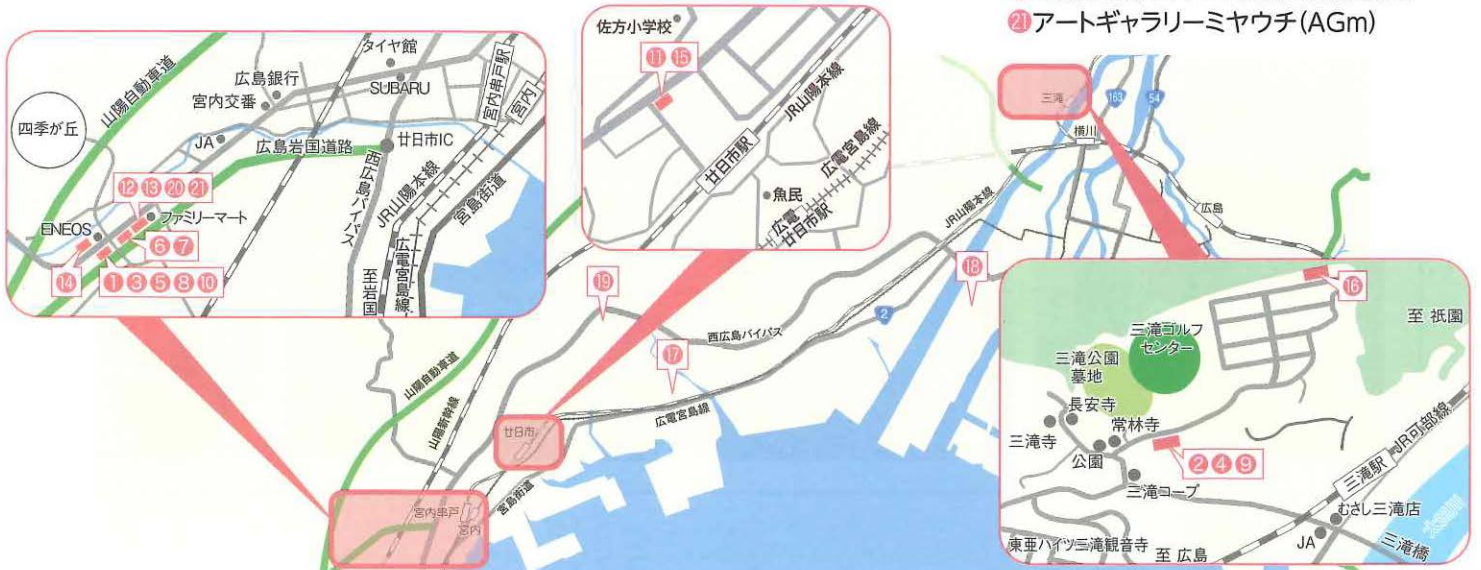 ㉑アートギャラリーミヤウチ(AGm)
山陽自動車道
四季が丘
広島銀行
宮内交番
JA
タイヤ館
SUBARU
宮内串戸駅
宮内
広島岩国道路
廿日市IC
西広島バイパス
JR山陽本線
宮島街道
広電宮島線
至岩国
⑫⑬⑳㉑
ENEOS
ファミリーマート
⑥⑦
⑭
①③⑤⑧⑩
佐方小学校
⑪⑮
JR山陽本線
廿日市駅
広電宮島線
魚民
広電
廿日市駅
三滝
163
54
横川
広島
JR山陽本線
⑱
⑲
西広島バイパス
2
⑰
広電宮島線
山陽自動車道
山陽新幹線
廿日市
宮島街道
宮内串戸
宮内
⑯
至 祇園
三滝ゴルフ
センター
三滝公園
墓地
長安寺
常林寺
三滝寺
公園
②④⑨
三滝コープ
三滝駅
JR可部線
むさし三滝店
JA
三滝橋
東亜ハイツ三滝観音寺
至 広島